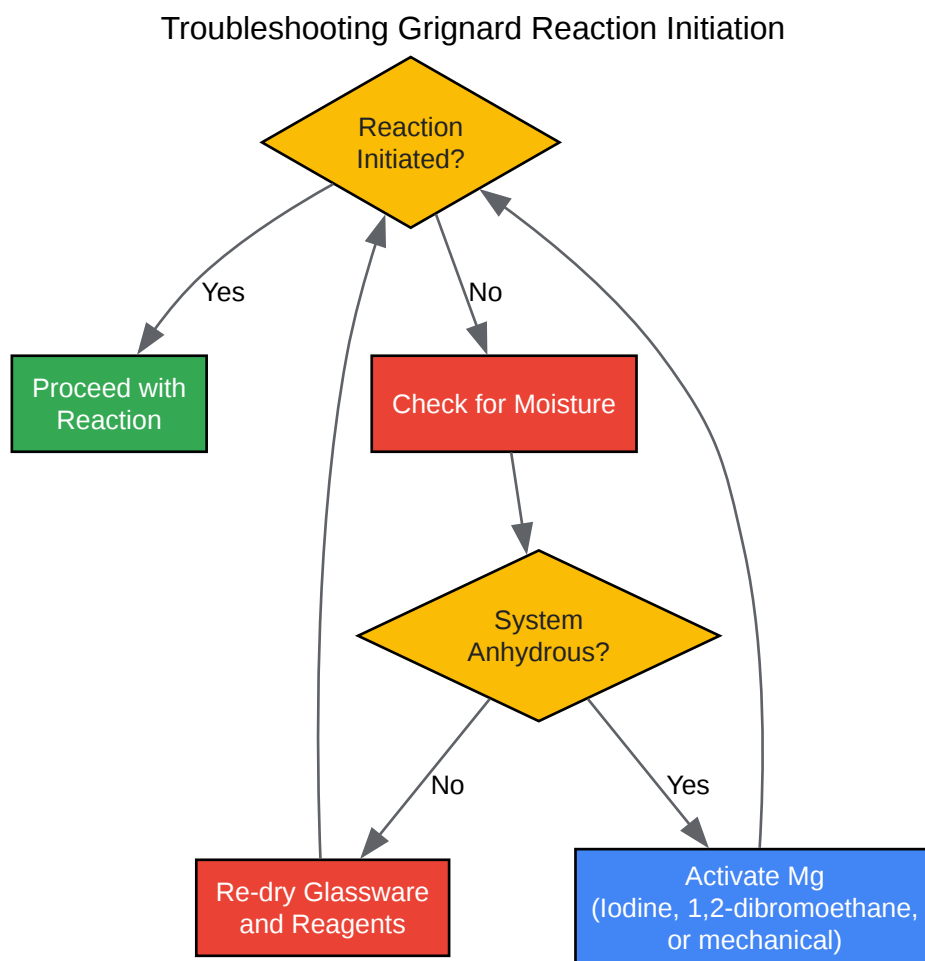 Troubleshooting Grignard Reaction Initiation
Reaction
Initiated?
Yes
No
Proceed with
Reaction
Check for Moisture
System
Anhydrous?
No
Yes
Re-dry Glassware
and Reagents
Activate Mg
(Iodine, 1,2-dibromoethane,
or mechanical)